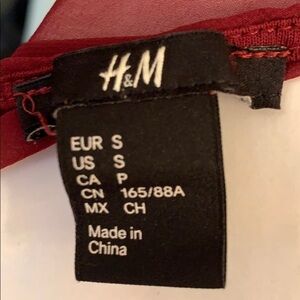 H&M
EUR S
US S
CA P
CN 165/88A
MX CH
Made in
China